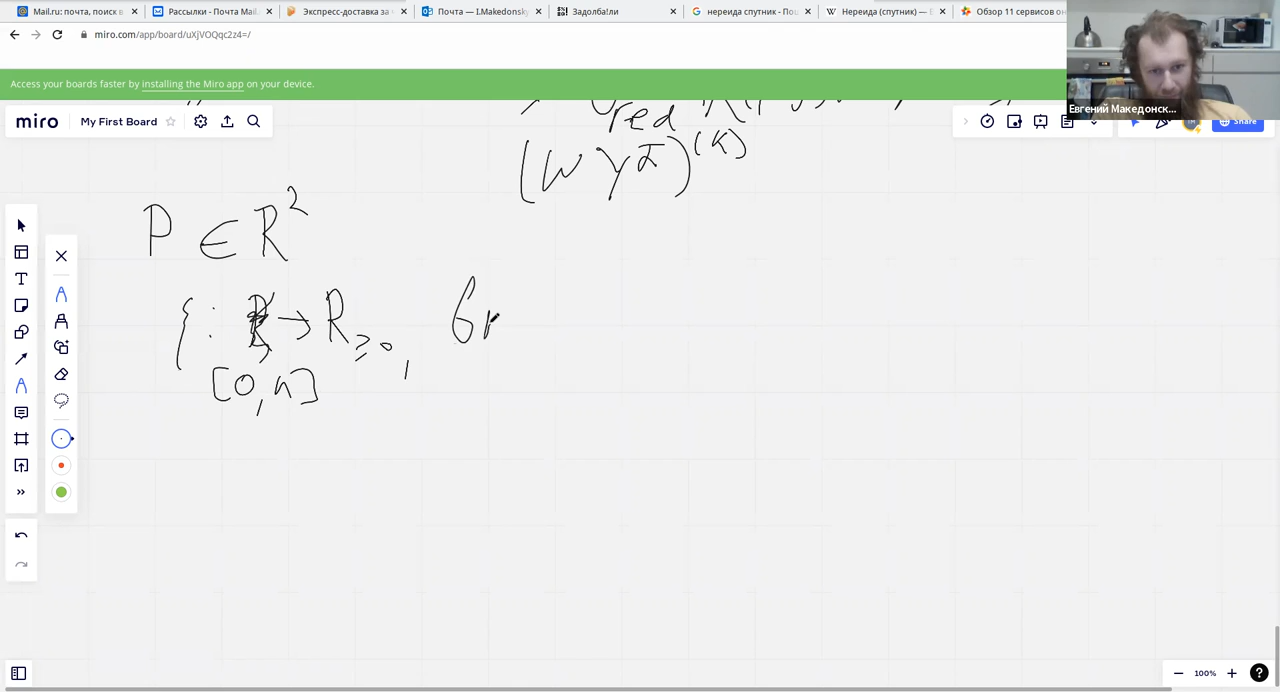 Mail.ru: почта, поиск в
Рассылки - Почта Mail.
Экспресс-доставка за
Почта — I.Makedonsky
Задолба!ли
нереида спутник - Пои
Нереида (спутник) — В
Обзор 11 сервисов он
miro.com/app/board/uXjVOQqc2z4=/
Access your boards faster by installing the Miro app on your device.
Евгений Македонск...
miro My First Board
Share
red
(K)
P ∈ R²
f: R → R ≥ 0,
[0, n]
100%